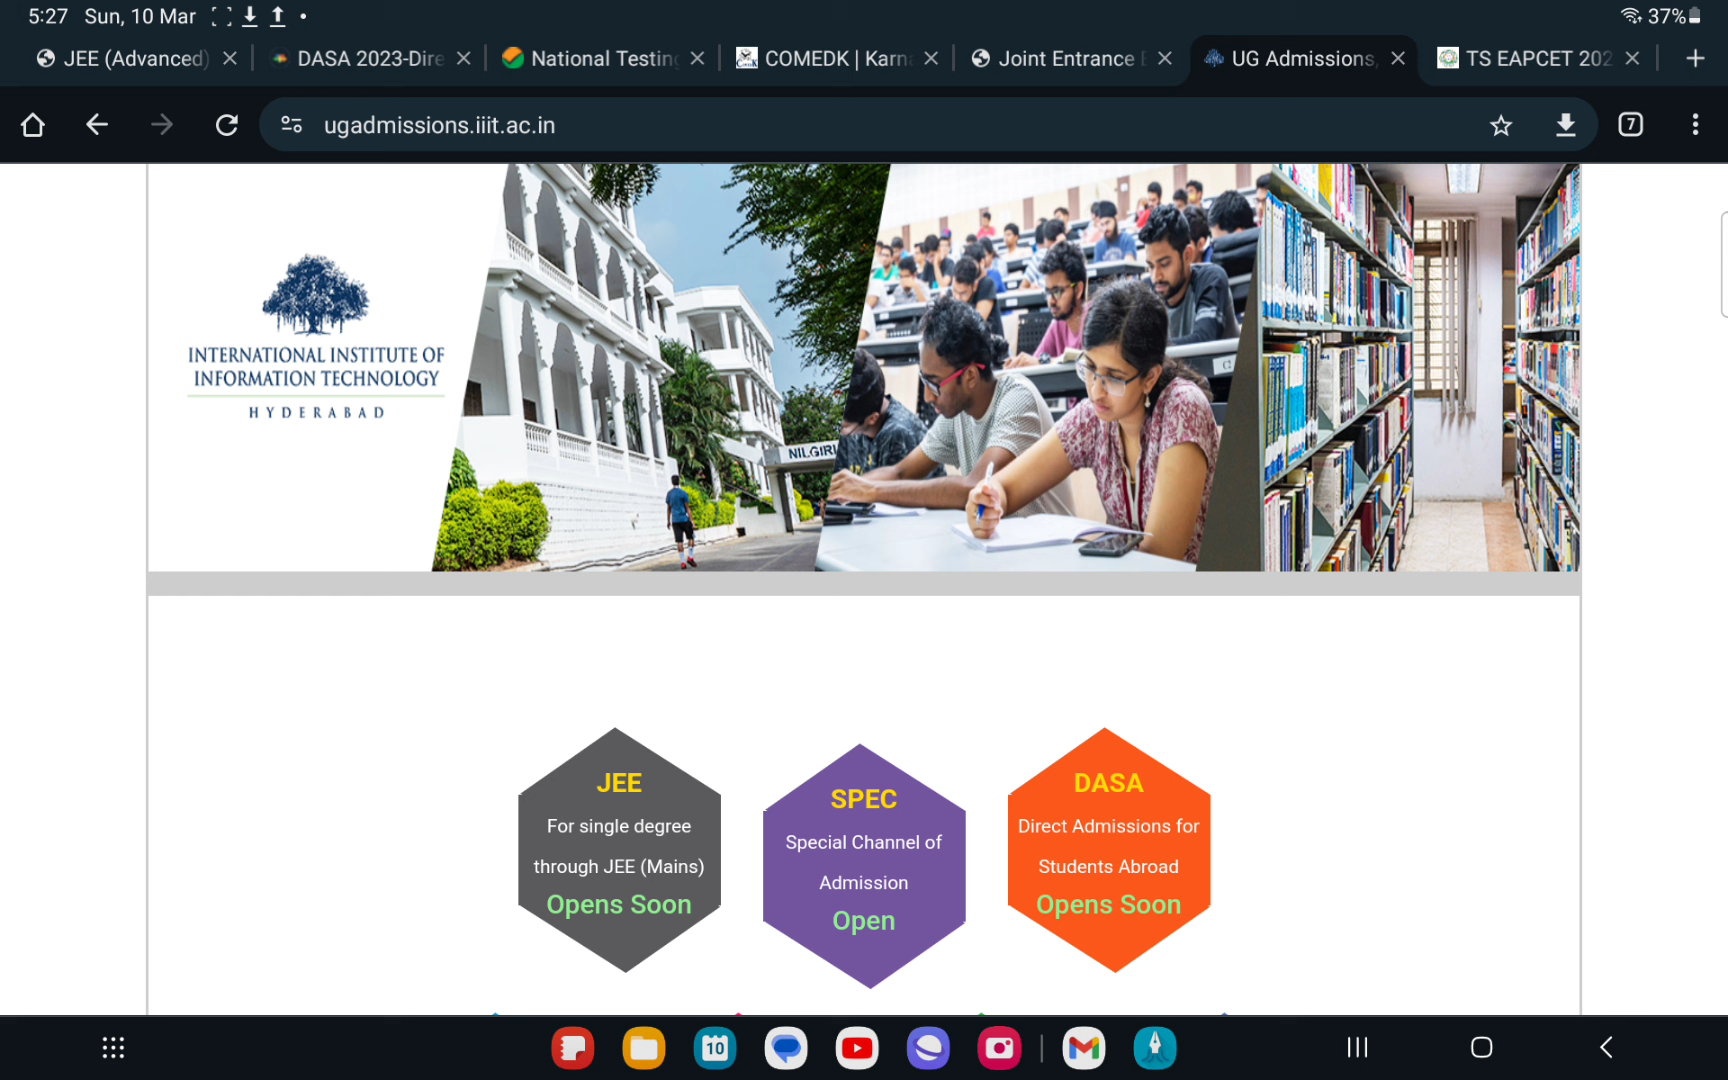 5:27 Sun, 10 Mar
37%
JEE (Advanced)
DASA 2023-Dire
National Testin
COMEDK | Karn
Joint Entrance E
UG Admissions,
TS EAPCET 202
ugadmissions.iiit.ac.in
7
INTERNATIONAL INSTITUTE OF
INFORMATION TECHNOLOGY
HYDERABAD
NILGIRI
JEE
For single degree
through JEE (Mains)
Opens Soon
SPEC
Special Channel of
Admission
Open
DASA
Direct Admissions for
Students Abroad
Opens Soon
10